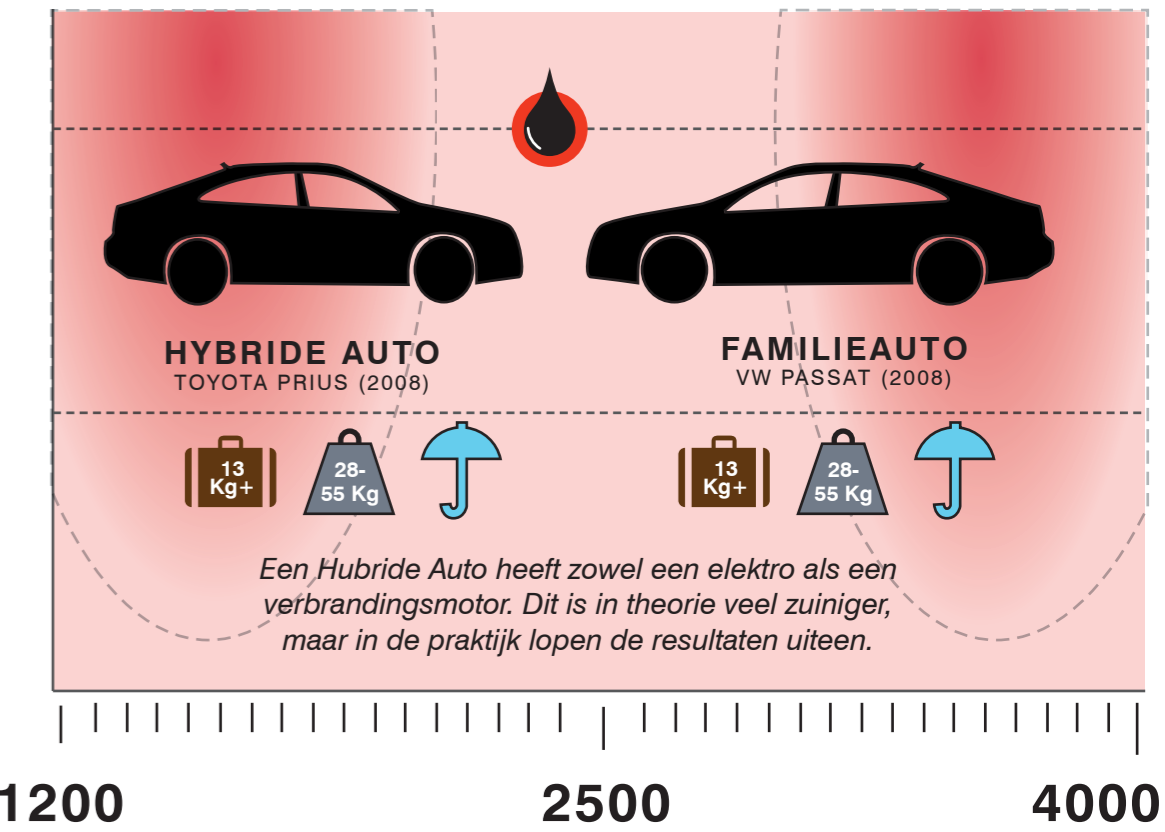 HYBRIDE AUTO
TOYOTA PRIUS (2008)
FAMILIEAUTO
VW PASSAT (2008)
13
Kg+
28-
55 Kg
13
Kg+
28-
55 Kg
Een Hubride Auto heeft zowel een elektro als een
verbrandingsmotor. Dit is in theorie veel zuiniger,
maar in de praktijk lopen de resultaten uiteen.
1200 2500 4000